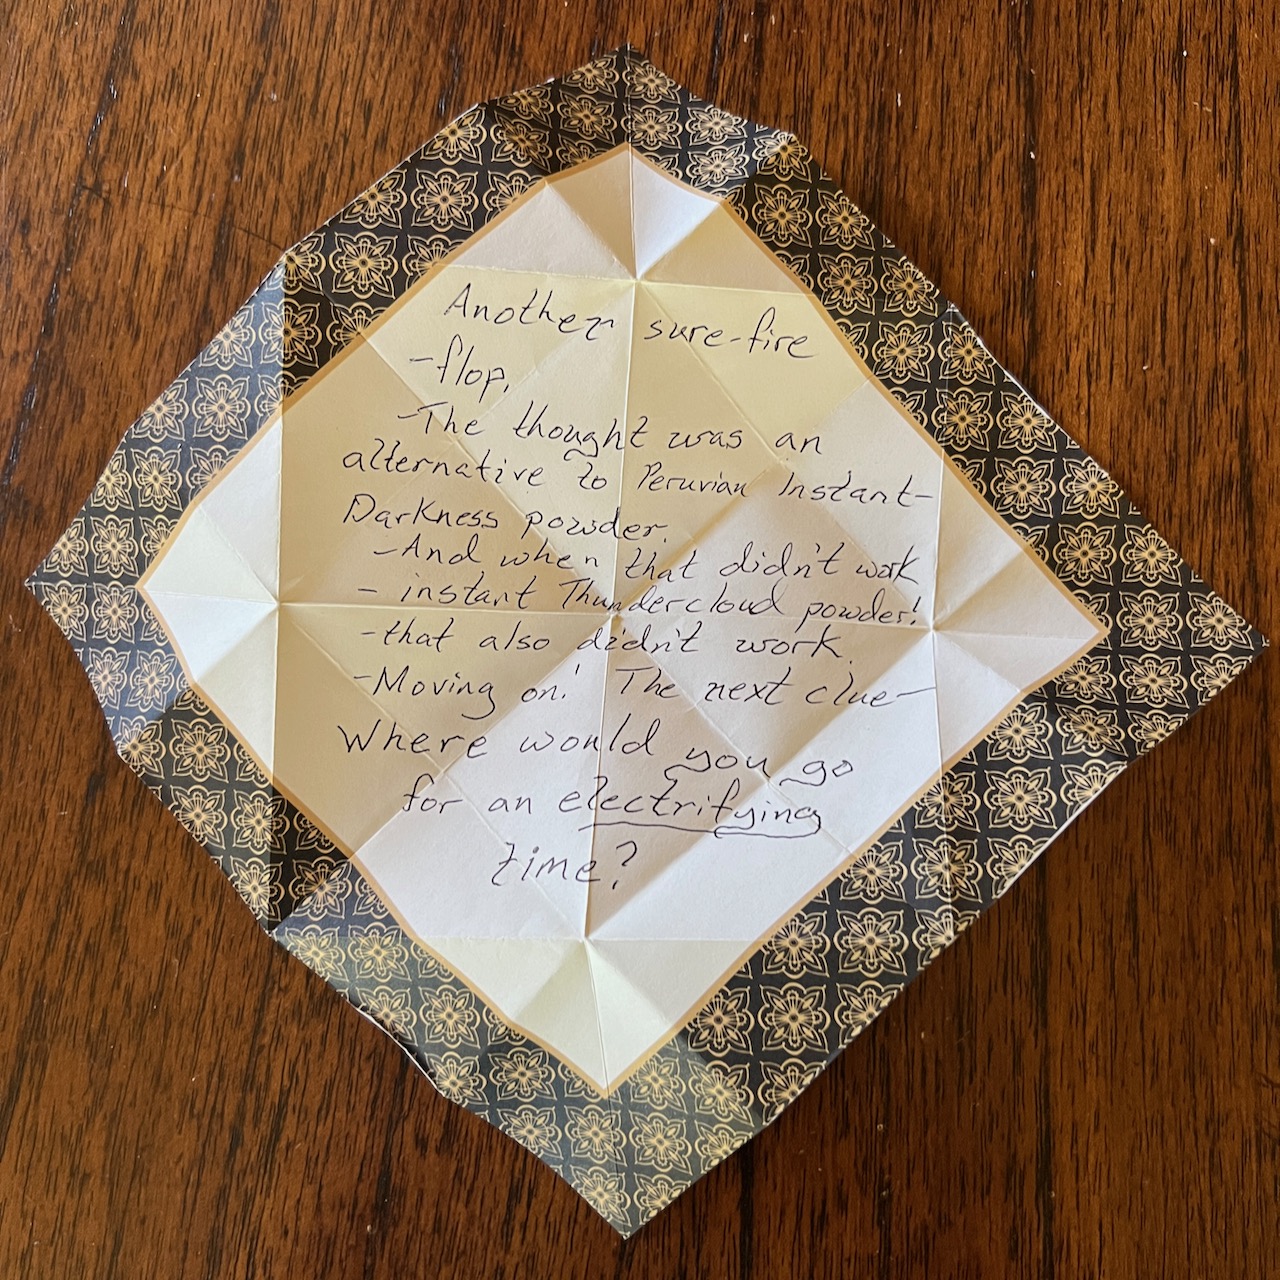 Another sure-fire
-flop.
-The thought was an
alternative to Peruvian Instant-
Darkness powder.
-And when that didn't work
- instant Thundercloud powder!
-that also didn't work.
-Moving on! The next clue-
Where would you go
for an electrifying
time?